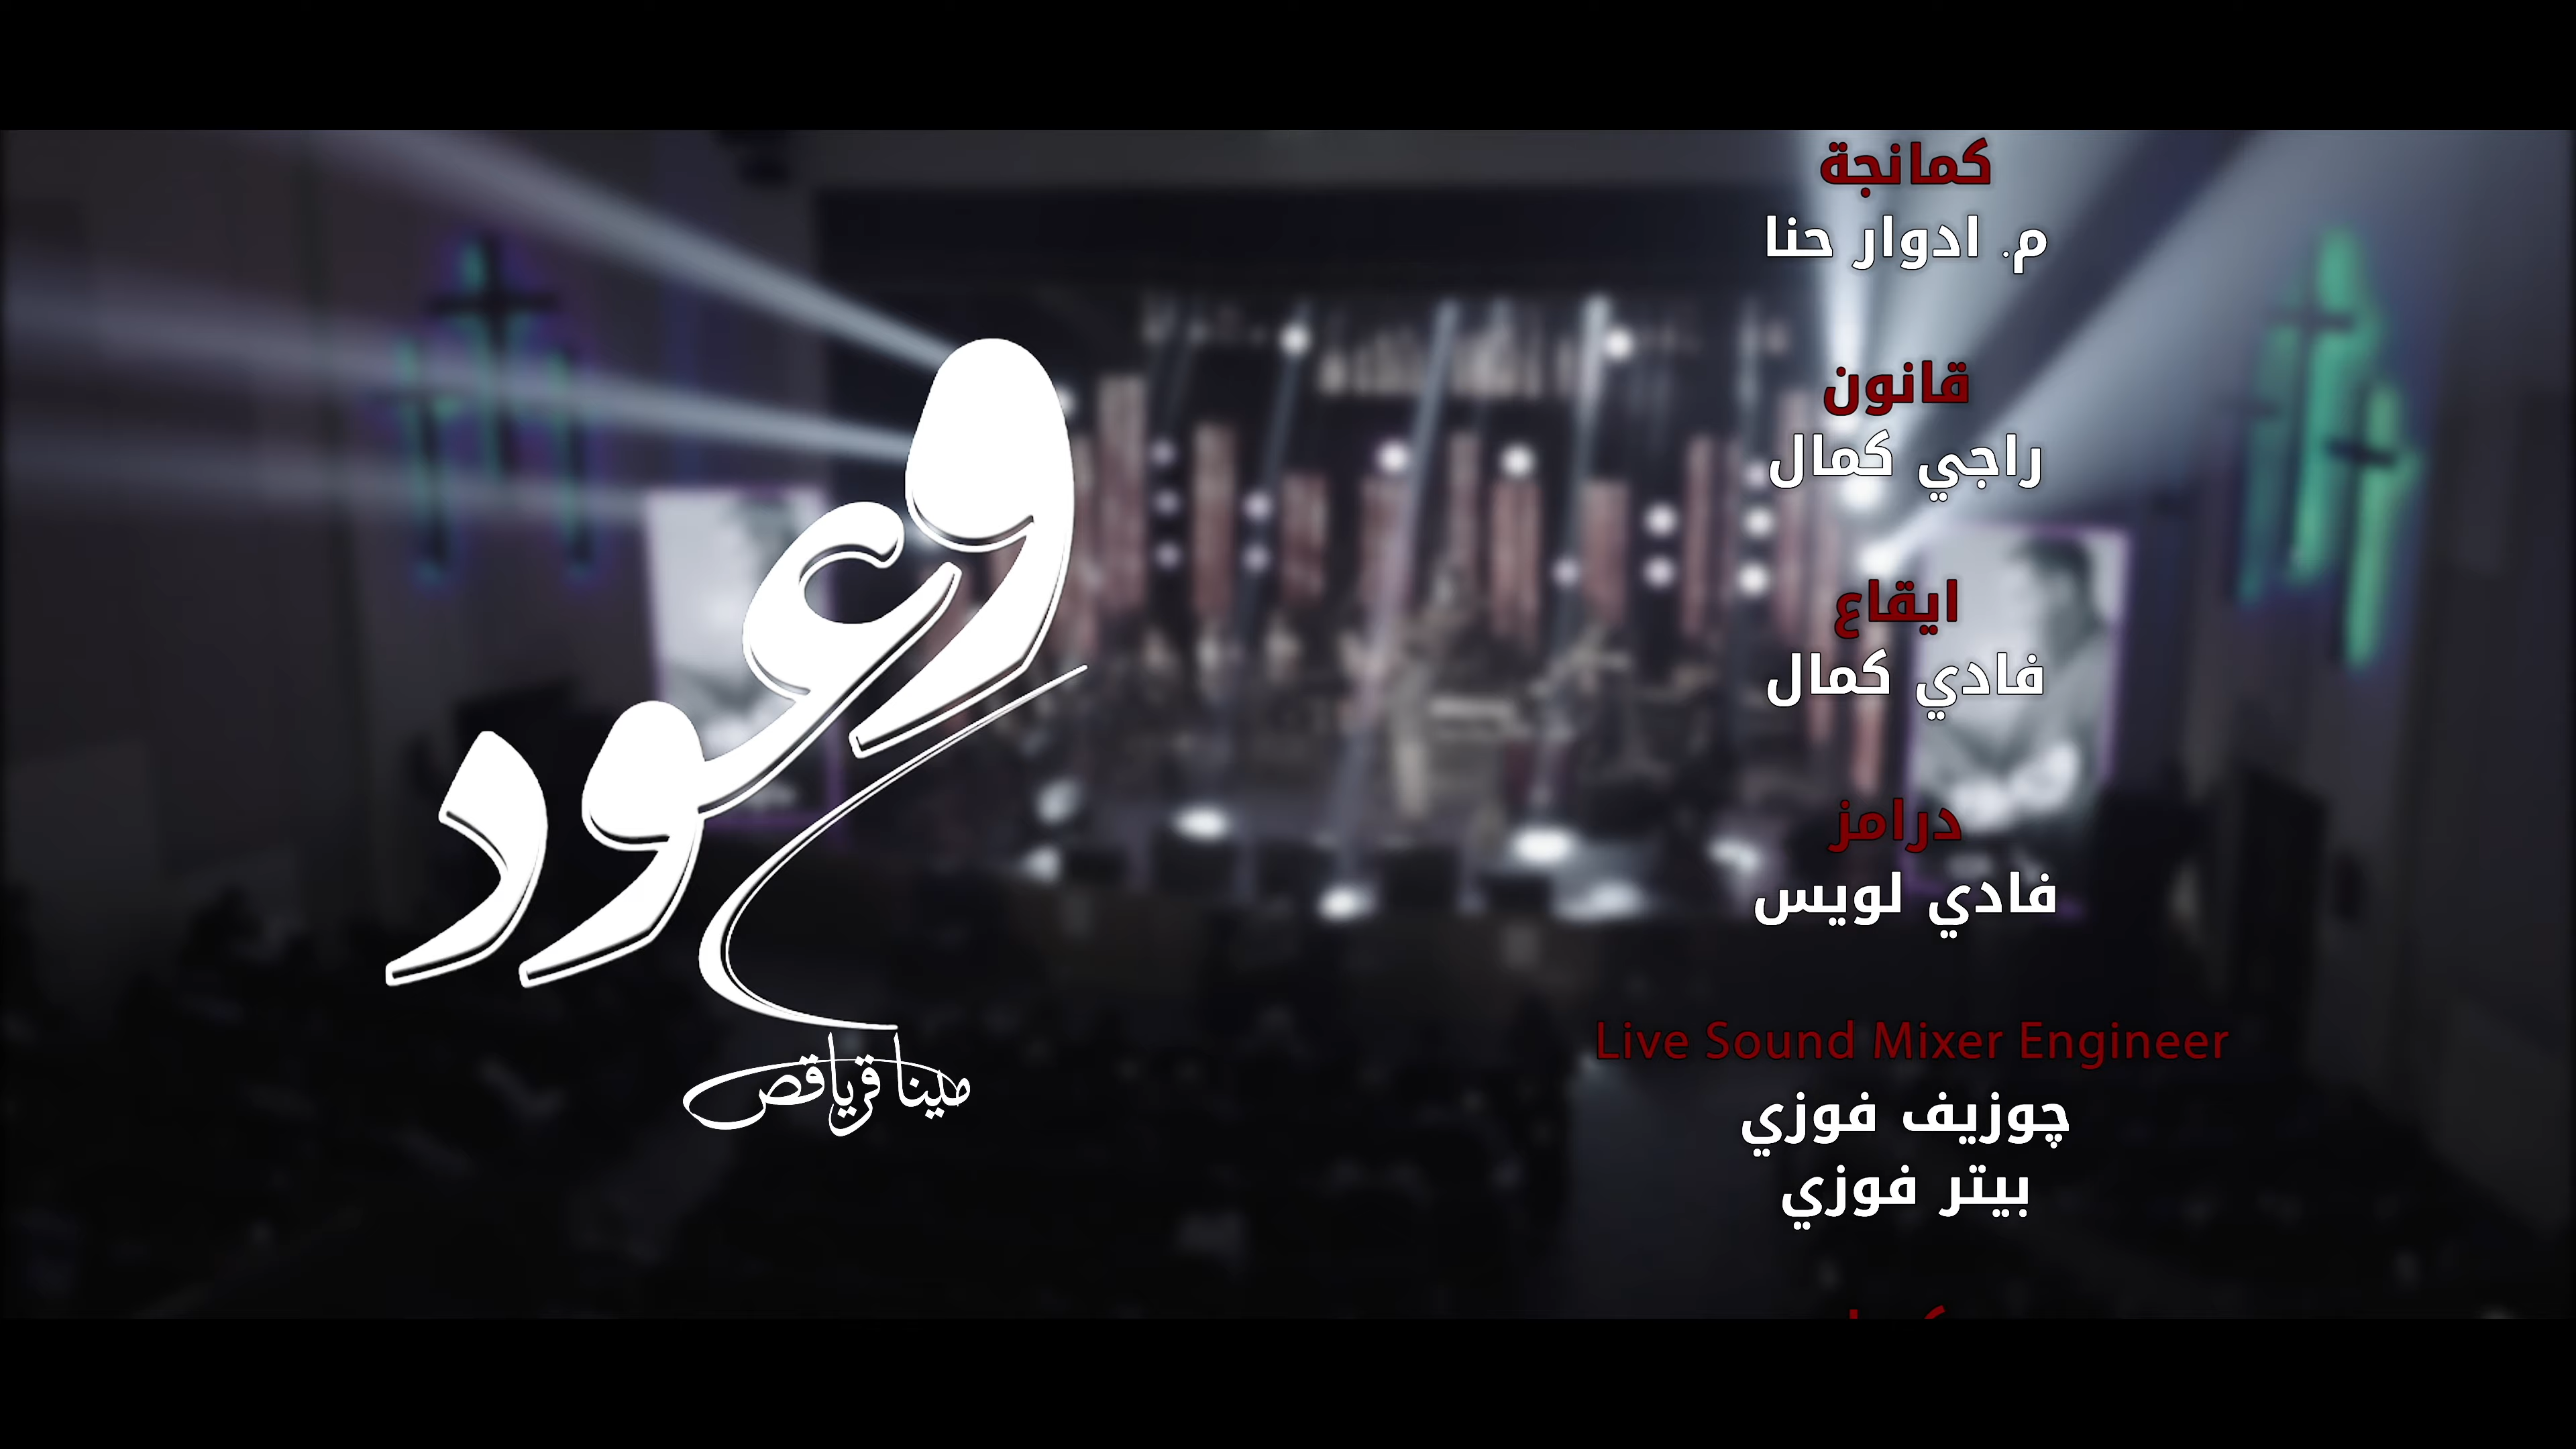 وعود
مينا قرياقص
كمانجة
م. ادوار حنا
قانون
راجي كمال
ايقاع
فادي كمال
درامز
فادي لويس
Live Sound Mixer Engineer
چوزيف فوزي
بيتر فوزي